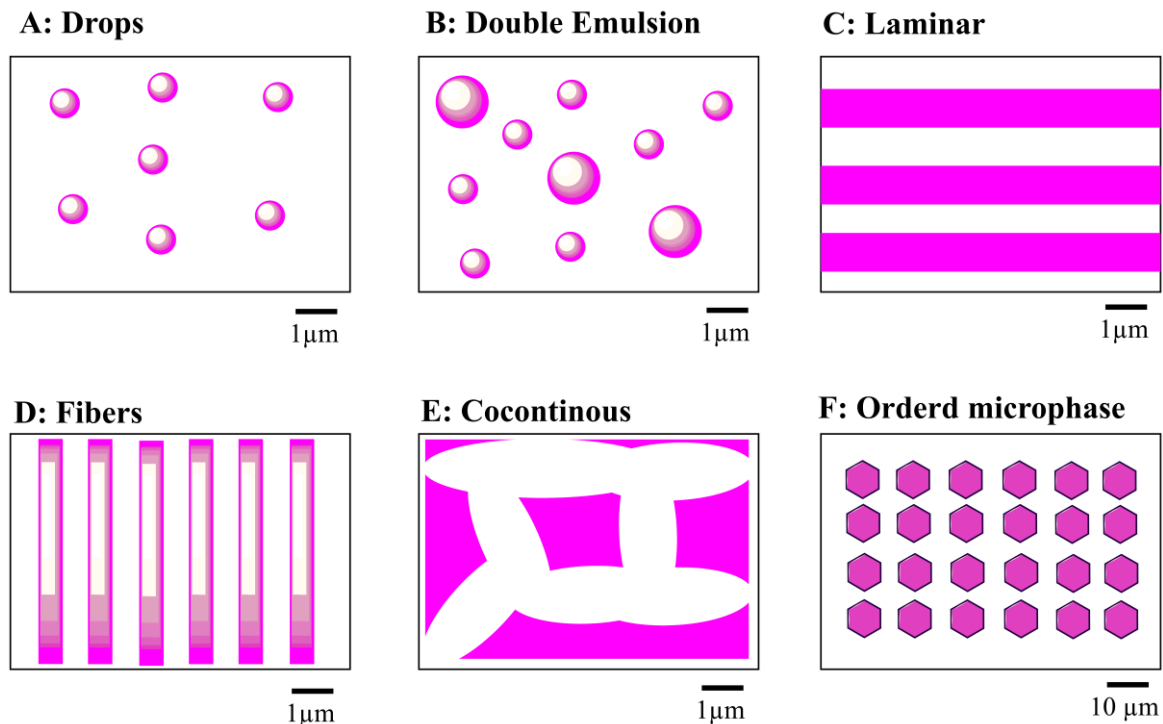 A: Drops
B: Double Emulsion
C: Laminar
1μm
1μm
1μm
D: Fibers
E: Cocontinous
F: Orderd microphase
1μm
1μm
10 μm